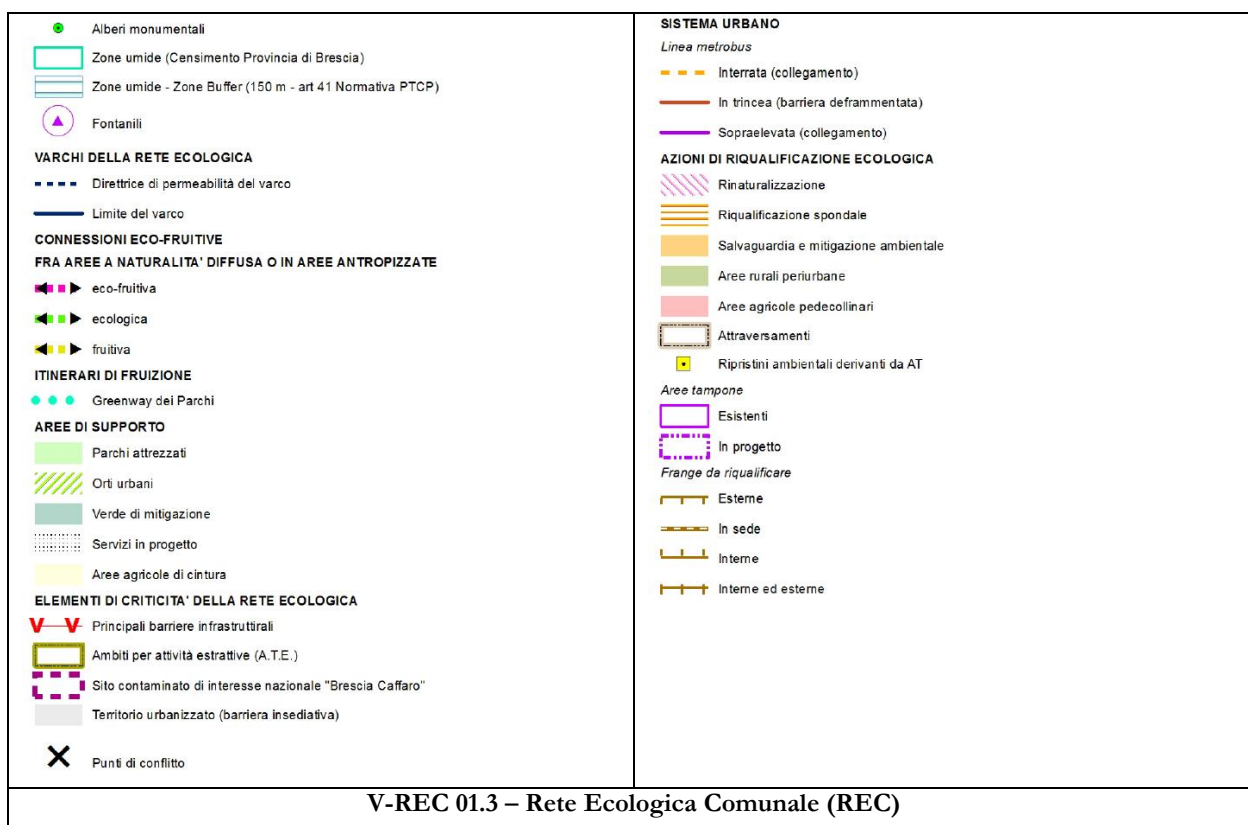 Alberi monumentali
Zone umide (Censimento Provincia di Brescia)
Zone umide - Zone Buffer (150 m - art 41 Normativa PTCP)
Fontanili
VARCHI DELLA RETE ECOLOGICA
Direttrice di permeabilità del varco
Limite del varco
CONNESSIONI ECO-FRUITIVE
FRA AREE A NATURALITA' DIFFUSA O IN AREE ANTROPIZZATE
eco-fruitiva
ecologica
fruitiva
ITINERARI DI FRUIZIONE
Greenway dei Parchi
AREE DI SUPPORTO
Parchi attrezzati
Orti urbani
Verde di mitigazione
Servizi in progetto
Aree agricole di cintura
ELEMENTI DI CRITICITA' DELLA RETE ECOLOGICA
V V Principali barriere infrastruttirali
Ambiti per attività estrattive (A.T.E.)
Sito contaminato di interesse nazionale "Brescia Caffaro"
Territorio urbanizzato (barriera insediativa)
Punti di conflitto
SISTEMA URBANO
Linea metrobus
Interrata (collegamento)
In trincea (barriera deframmentata)
Sopraelevata (collegamento)
AZIONI DI RIQUALIFICAZIONE ECOLOGICA
Rinaturalizzazione
Riqualificazione spondale
Salvaguardia e mitigazione ambientale
Aree rurali periurbane
Aree agricole pedecollinari
Attraversamenti
Ripristini ambientali derivanti da AT
Aree tampone
Esistenti
In progetto
Frange da riqualificare
Esterne
In sede
Interne
Interne ed esterne
V-REC 01.3 – Rete Ecologica Comunale (REC)